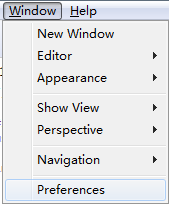 Window Help
New Window
Editor
Appearance
Show View
Perspective
Navigation
Preferences